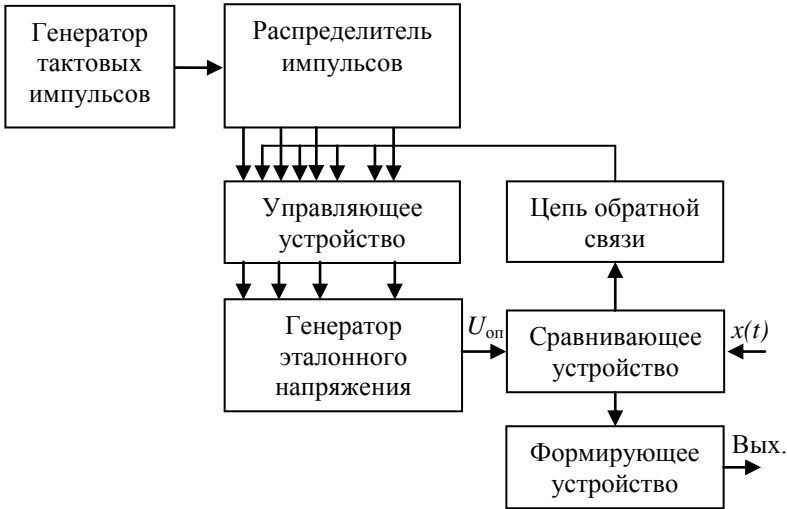 Генератор
тактовых
импульсов
Распределитель
импульсов
Управляющее
устройство
Цепь обратной
связи
Генератор
эталонного
напряжения
Uоп
Сравнивающее
устройство
x(t)
Формирующее
устройство
Вых.